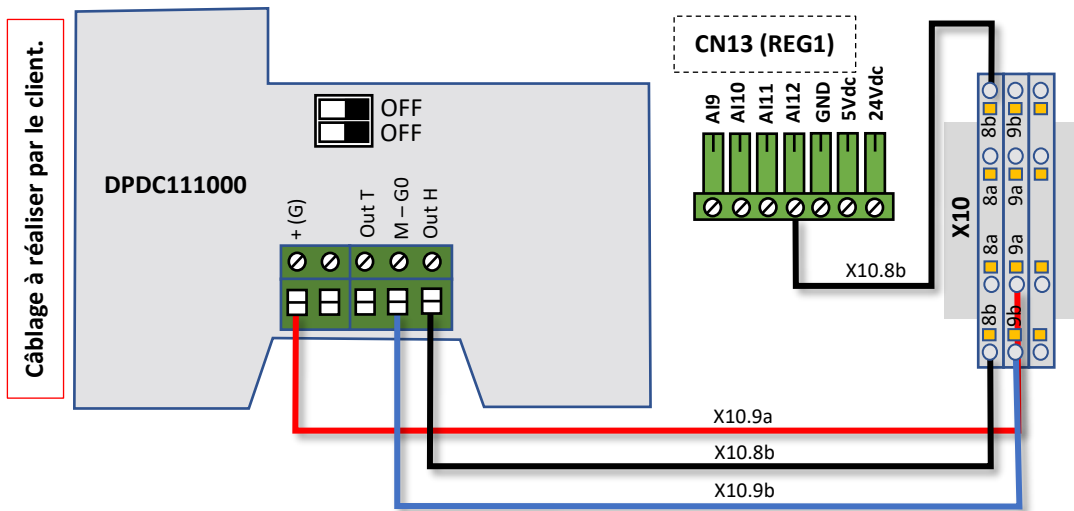 Câblage à réaliser par le client.
DPDC111000
OFF
OFF
+ (G)
Out T
M – G0
Out H
CN13 (REG1)
AI9
AI10
AI11
AI12
GND
5Vdc
24Vdc
X10
8b
9b
8a
9a
8a
9a
8b
9b
X10.8b
X10.9a
X10.8b
X10.9b